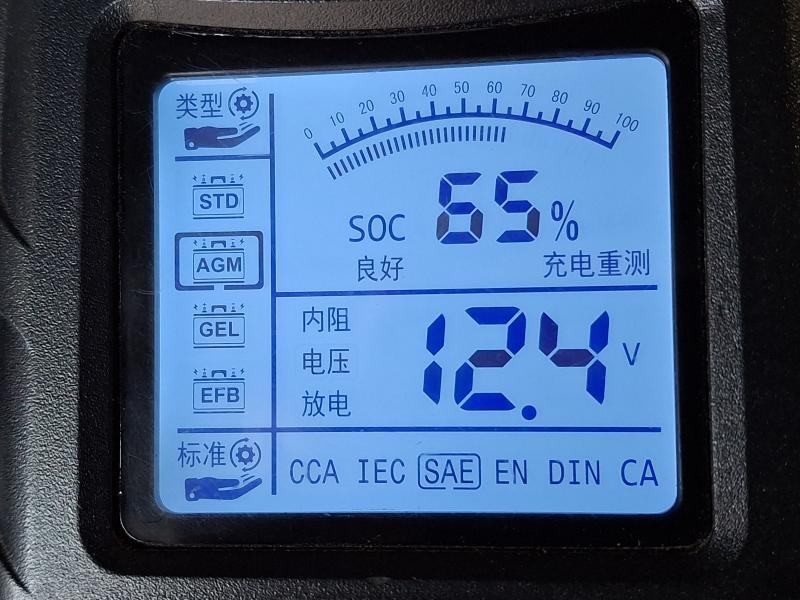 类型
0 10 20 30 40 50 60 70 80 90 100
STD
AGM
GEL
EFB
SOC 65 %
良好 充电重测
内阻
电压
放电
12.4 V
标准
CCA IEC SAE EN DIN CA